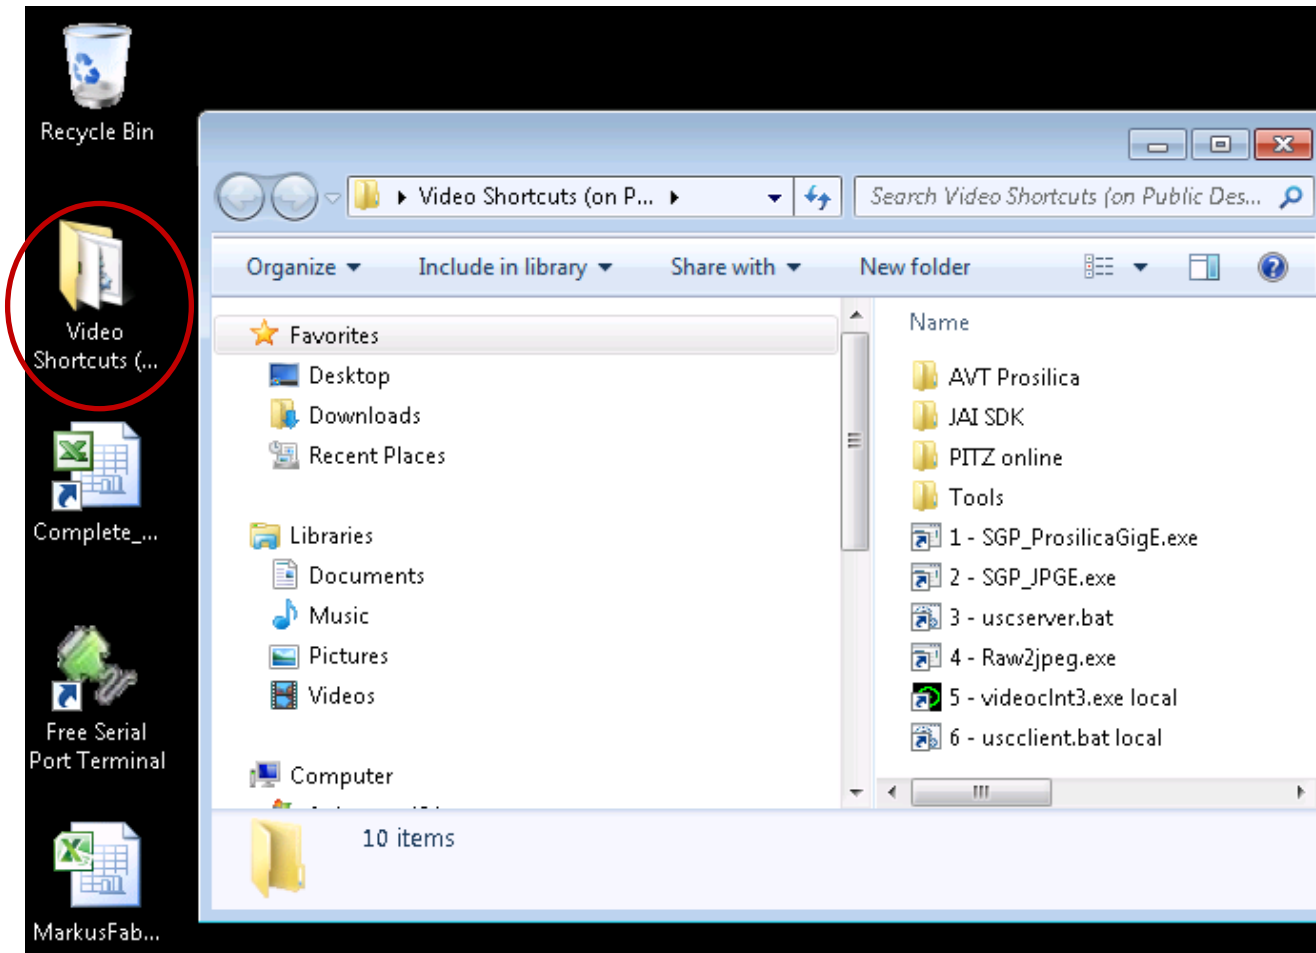 Recycle Bin
Video
Shortcuts (...
Complete_...
Free Serial
Port Terminal
MarkusFab...
Video Shortcuts (on P...
Search Video Shortcuts (on Public Des...
Organize
Include in library
Share with
New folder
Favorites
Desktop
Downloads
Recent Places
Libraries
Documents
Music
Pictures
Videos
Computer
Name
AVT Prosilica
JAI SDK
PITZ online
Tools
1 - SGP_ProsilicaGigE.exe
2 - SGP_JPGE.exe
3 - uscserver.bat
4 - Raw2jpeg.exe
5 - videoclnt3.exe local
6 - uscclient.bat local
10 items